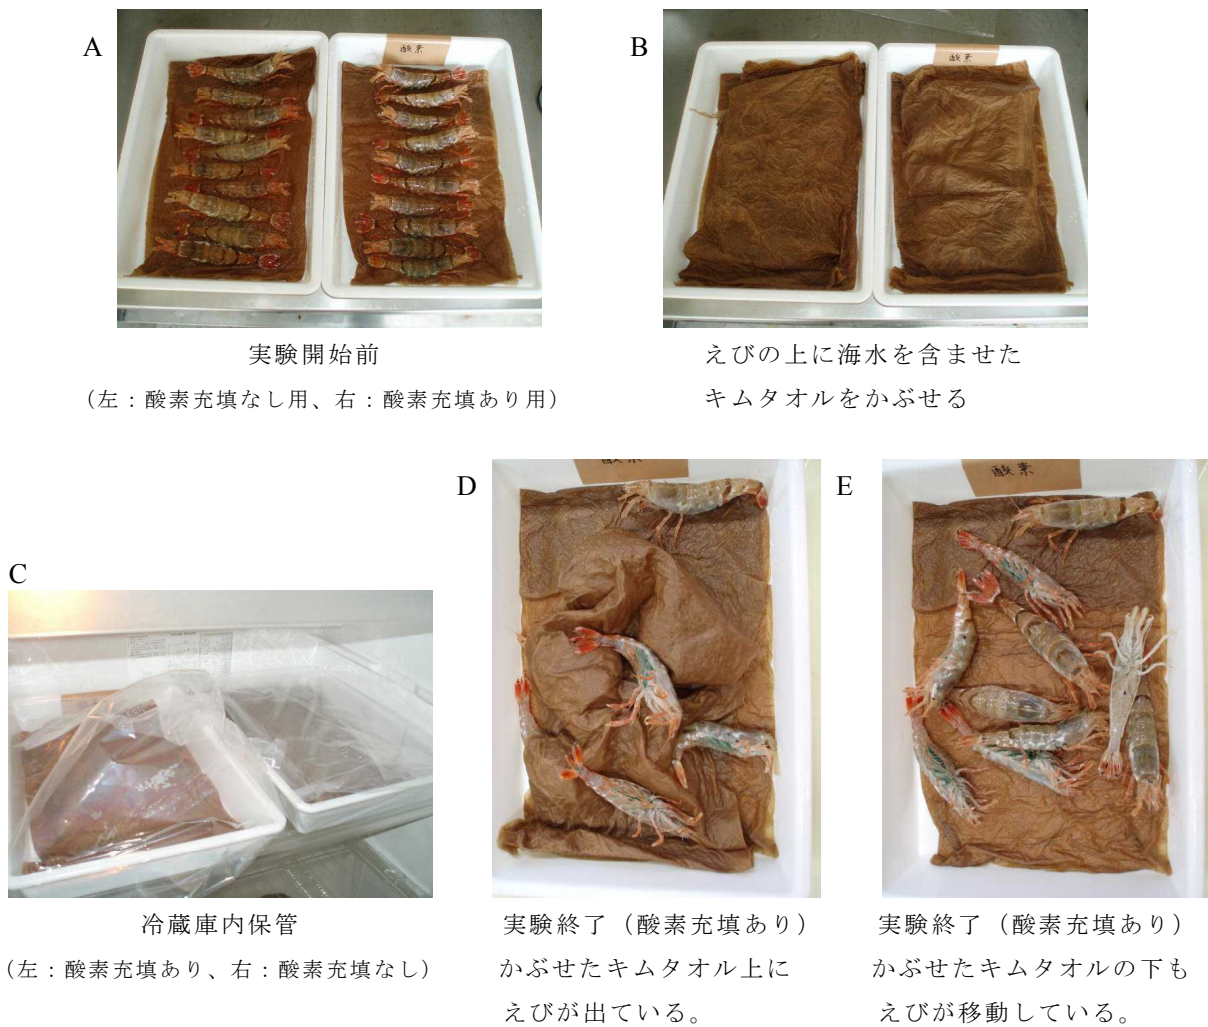 A
酸素
B
酸素
実験開始前
(左:酸素充填なし用、右:酸素充填あり用)
えびの上に海水を含ませた
キムタオルをかぶせる
C
D
酸素
E
酸素
冷蔵庫内保管
(左:酸素充填あり、右:酸素充填なし)
実験終了(酸素充填あり)
かぶせたキムタオル上に
えびが出ている。
実験終了(酸素充填あり)
かぶせたキムタオルの下も
えびが移動している。